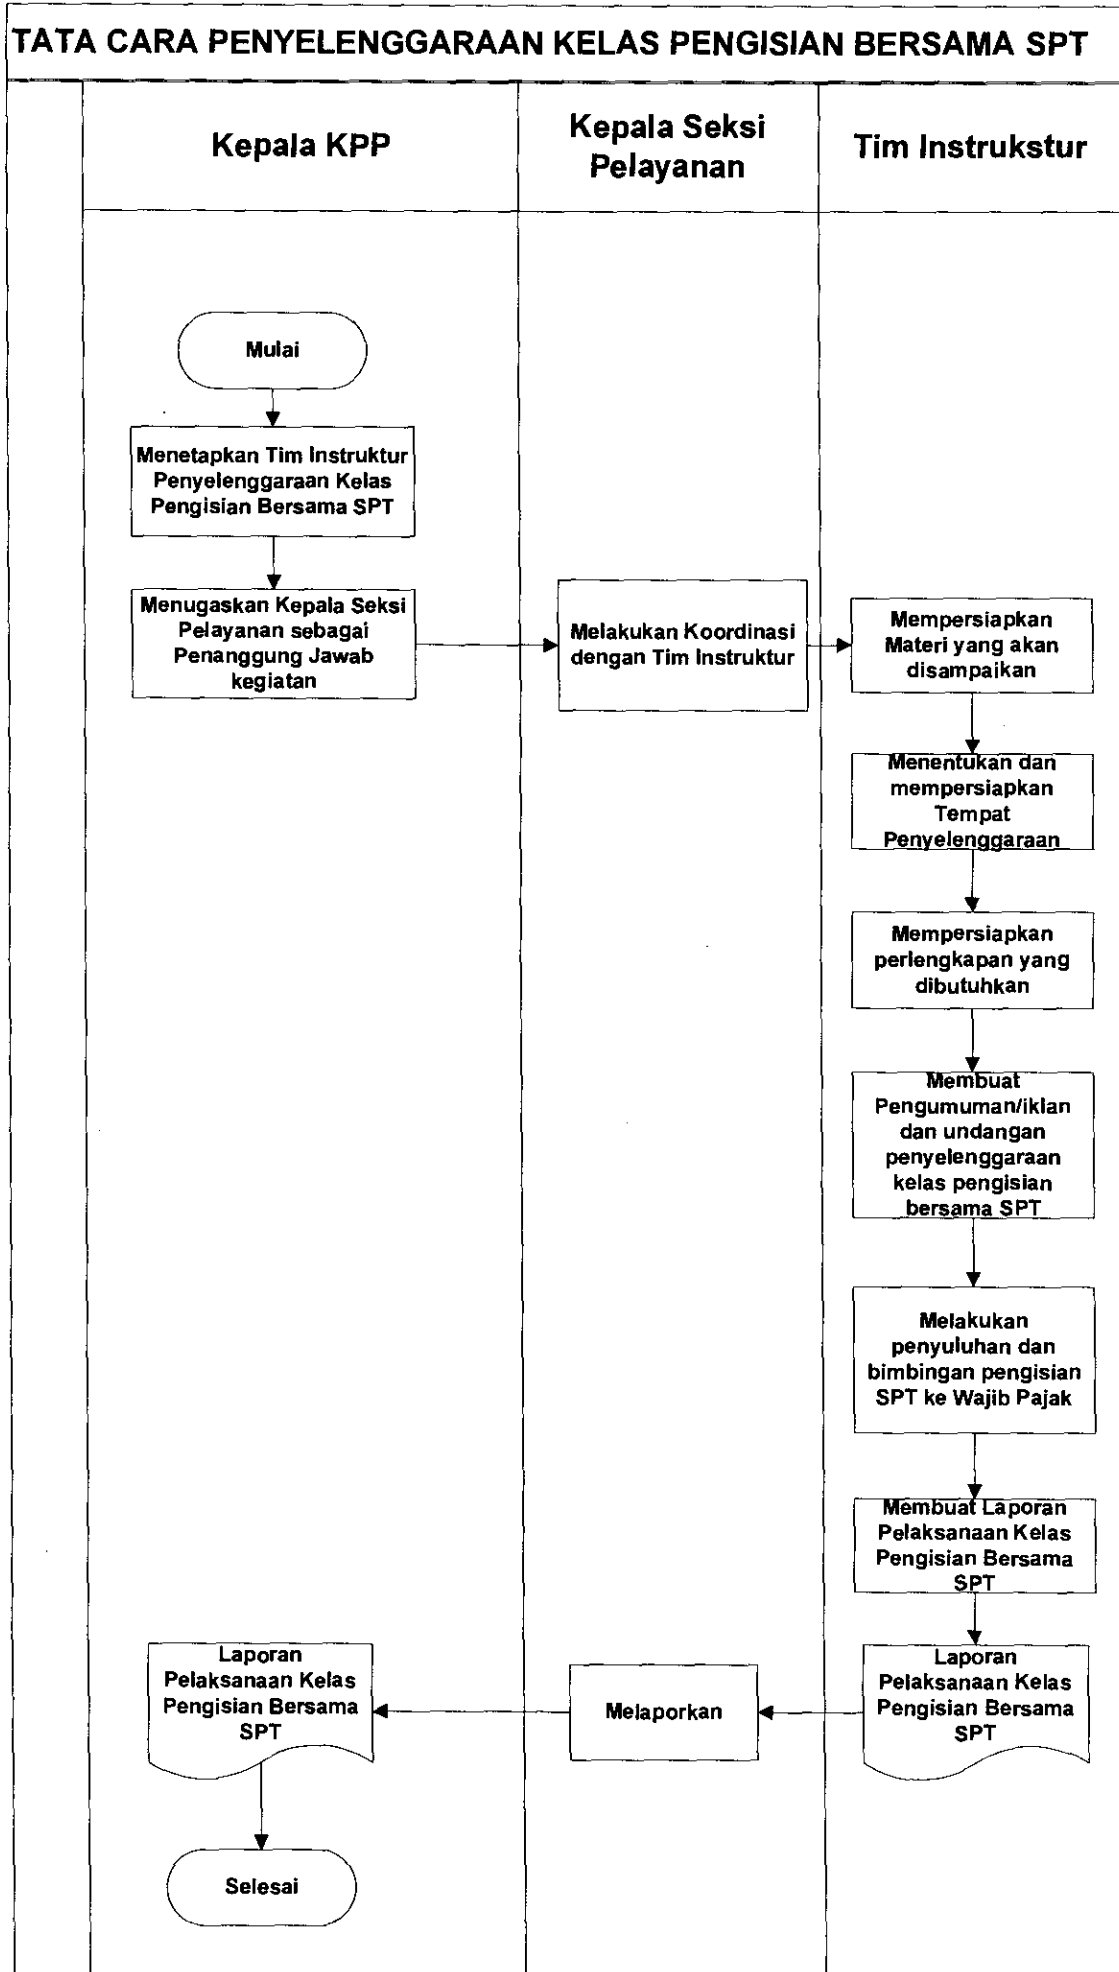 TATA CARA PENYELENGGARAAN KELAS PENGISIAN BERSAMA SPT
Kepala KPP
Kepala Seksi
Pelayanan
Tim Instrukstur
Mulai
Menetapkan Tim Instruktur
Penyelenggaraan Kelas
Pengisian Bersama SPT
Menugaskan Kepala Seksi
Pelayanan sebagai
Penanggung Jawab
kegiatan
Melakukan Koordinasi
dengan Tim Instruktur
Mempersiapkan
Materi yang akan
disampaikan
Menentukan dan
mempersiapkan
Tempat
Penyelenggaraan
Mempersiapkan
perlengkapan yang
dibutuhkan
Membuat
Pengumuman/iklan
dan undangan
penyelenggaraan
kelas pengisian
bersama SPT
Melakukan
penyuluhan dan
bimbingan pengisian
SPT ke Wajib Pajak
Membuat Laporan
Pelaksanaan Kelas
Pengisian Bersama
SPT
Laporan
Pelaksanaan Kelas
Pengisian Bersama
SPT
Melaporkan
Laporan
Pelaksanaan Kelas
Pengisian Bersama
SPT
Selesai